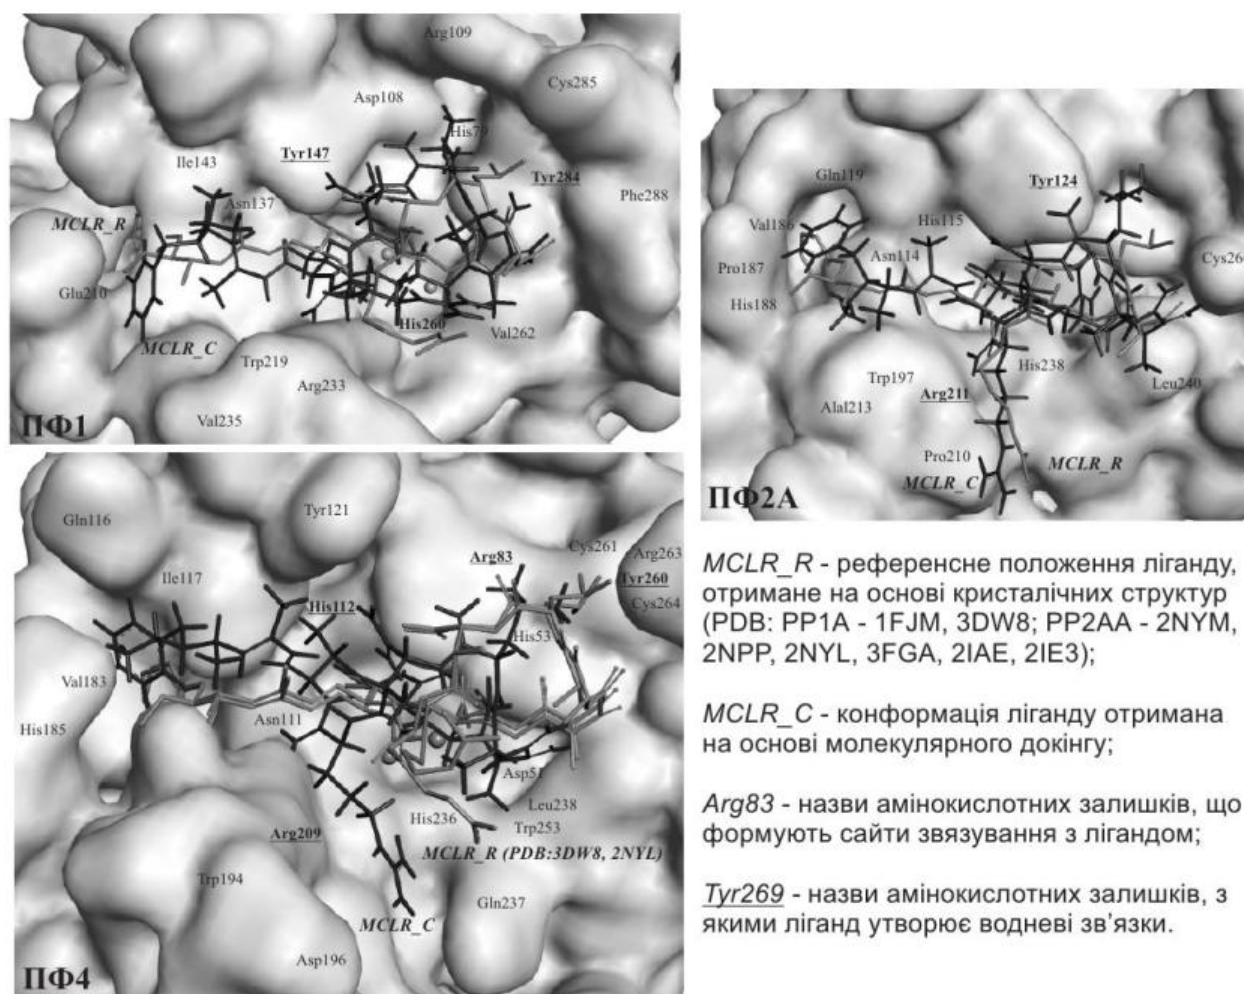 Arg109
Cys285
Asp108
His79
Tyr147
Ile143
Tyr284
Phe288
Asn137
MCLR_R
Glu210
His260
Val262
MCLR_C
Trp219
Arg233
Val235
ПФ1
Gln119
Tyr124
Val186
His115
Asn114
Pro187
Cys26
His188
His238
Trp197
Leu240
Arg211
Alal213
Pro210
MCLR_R
MCLR_C
ПФ2А
Tyr121
Gln116
Cys261
Arg263
Arg83
Tyr260
Ile117
Cys264
His112
His53
Val183
Asn111
His185
Asp51
Leu238
His236
Trp253
Arg209
MCLR_R (PDB:3DW8, 2NYL)
Trp194
Gln237
MCLR_C
Asp196
ПФ4
MCLR_R - референсне положення ліганду,
отримане на основі кристалічних структур
(PDB: PP1A - 1FJM, 3DW8; PP2AA - 2NYM,
2NPP, 2NYL, 3FGA, 2IAE, 2IE3);
MCLR_C - конформація ліганду отримана
на основі молекулярного докінгу;
Arg83 - назви амінокислотних залишків, що
формують сайти звязування з лігандом;
Tyr269 - назви амінокислотних залишків, з
якими ліганд утворює водневі зв’язки.